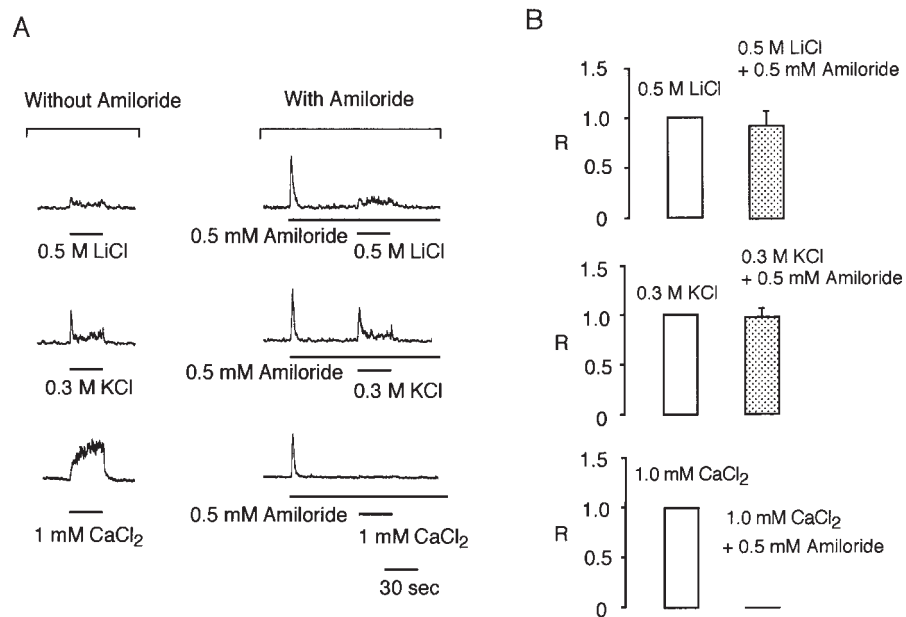 A
Without Amiloride
With Amiloride
0.5 M LiCl
0.5 mM Amiloride
0.5 M LiCl
0.3 M KCl
0.5 mM Amiloride
0.3 M KCl
1 mM CaCl2
0.5 mM Amiloride
1 mM CaCl2
30 sec
B
0.5 M LiCl
+ 0.5 mM Amiloride
0.5 M LiCl
1.5
1.0
R
0.5
0
0.3 M KCl
+ 0.5 mM Amiloride
0.3 M KCl
1.5
1.0
R
0.5
0
1.0 mM CaCl2
1.0 mM CaCl2
+ 0.5 mM Amiloride
1.5
1.0
R
0.5
0